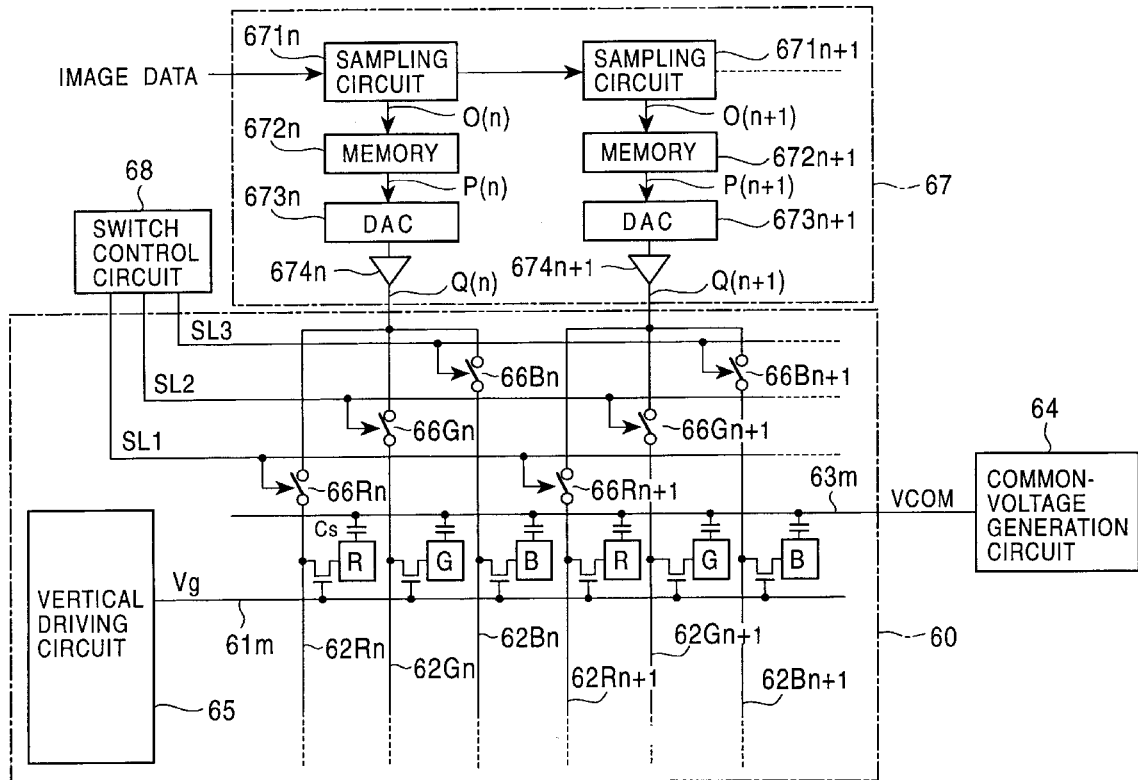 671n
SAMPLING
CIRCUIT
SAMPLING
CIRCUIT
671n+1
IMAGE DATA
O(n)
O(n+1)
672n
MEMORY
MEMORY
672n+1
68
P(n)
P(n+1)
67
673n
DAC
DAC
673n+1
SWITCH
CONTROL
CIRCUIT
674n
674n+1
Q(n)
Q(n+1)
SL3
66Bn
66Bn+1
SL2
66Gn
66Gn+1
64
SL1
66Rn
66Rn+1
63m
VCOM
COMMON-
VOLTAGE
GENERATION
CIRCUIT
Cs
R
G
B
R
G
B
Vg
VERTICAL
DRIVING
CIRCUIT
61m
62Rn
62Gn
62Bn
62Rn+1
62Gn+1
62Bn+1
60
65